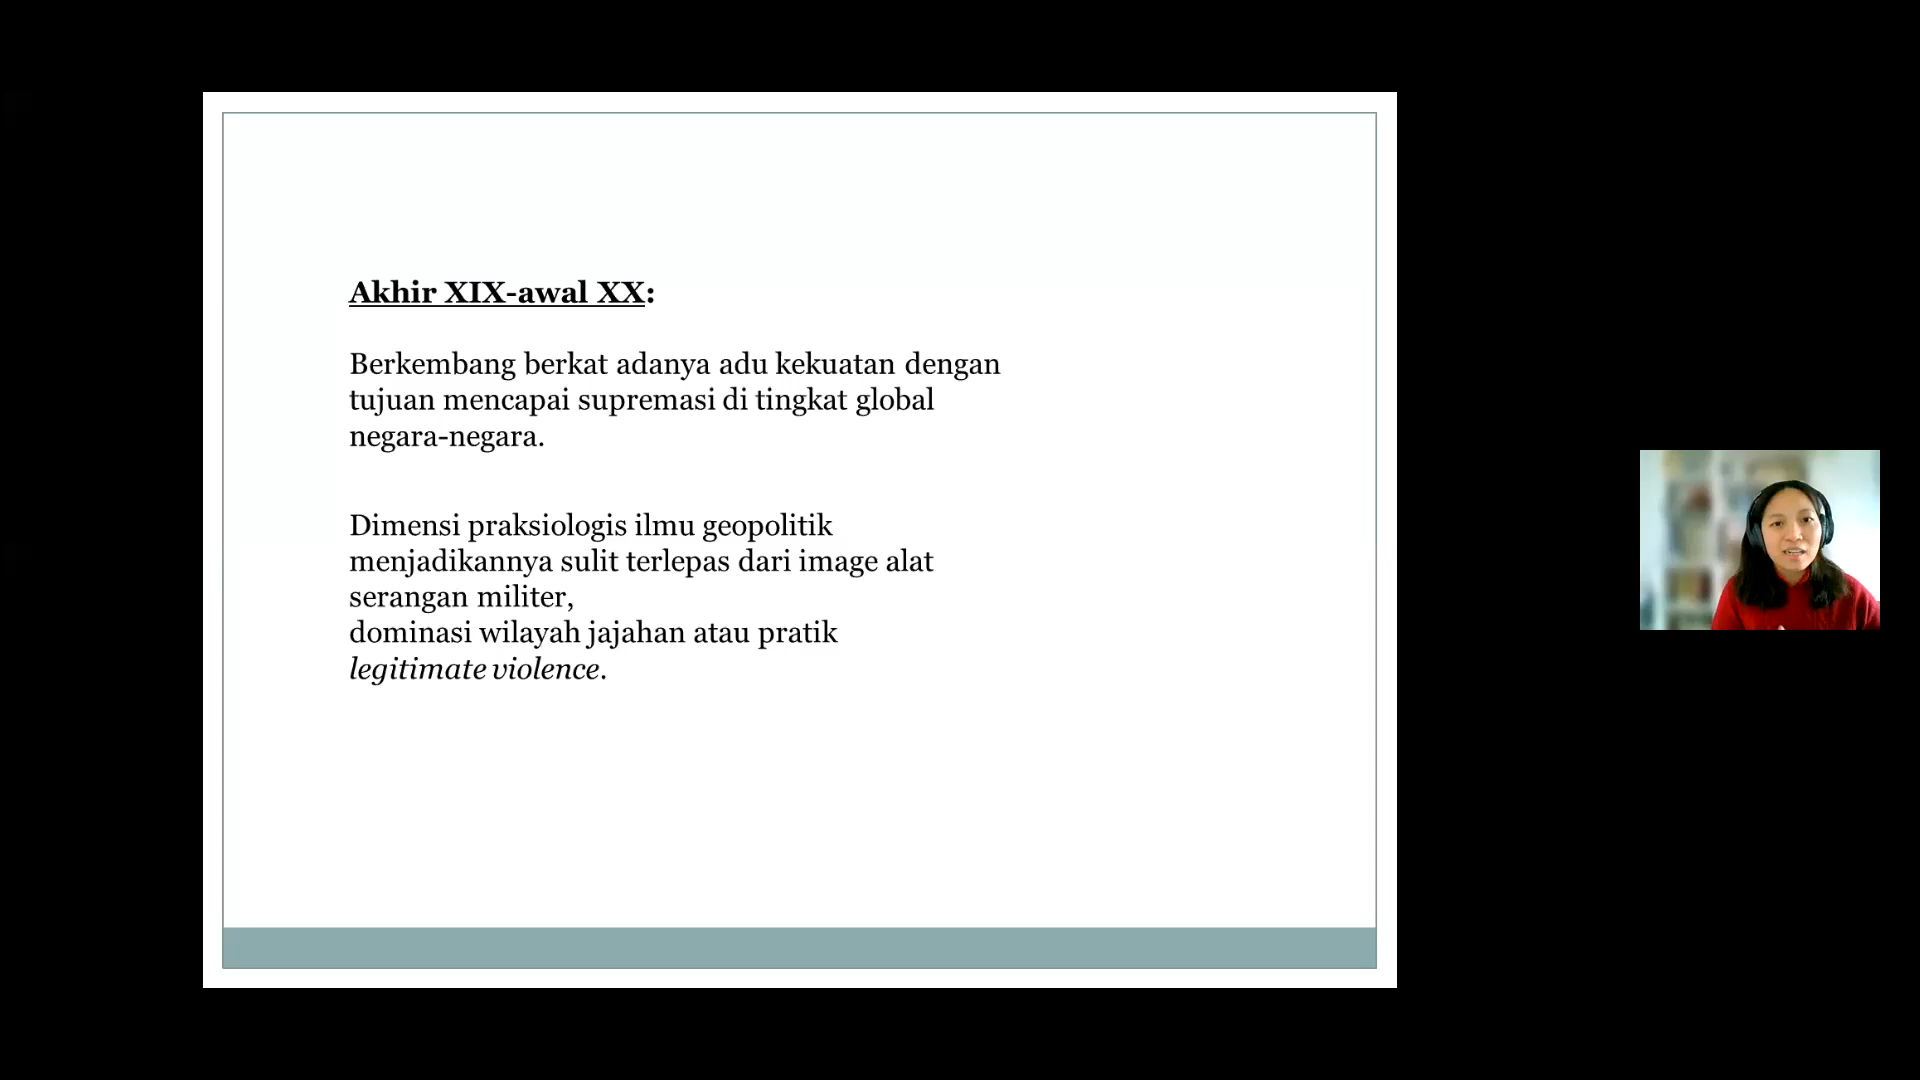 Akhir XIX-awal XX:
Berkembang berkat adanya adu kekuatan dengan
tujuan mencapai supremasi di tingkat global
negara-negara.
Dimensi praksiologis ilmu geopolitik
menjadikannya sulit terlepas dari image alat
serangan militer,
dominasi wilayah jajahan atau pratik
legitimate violence.